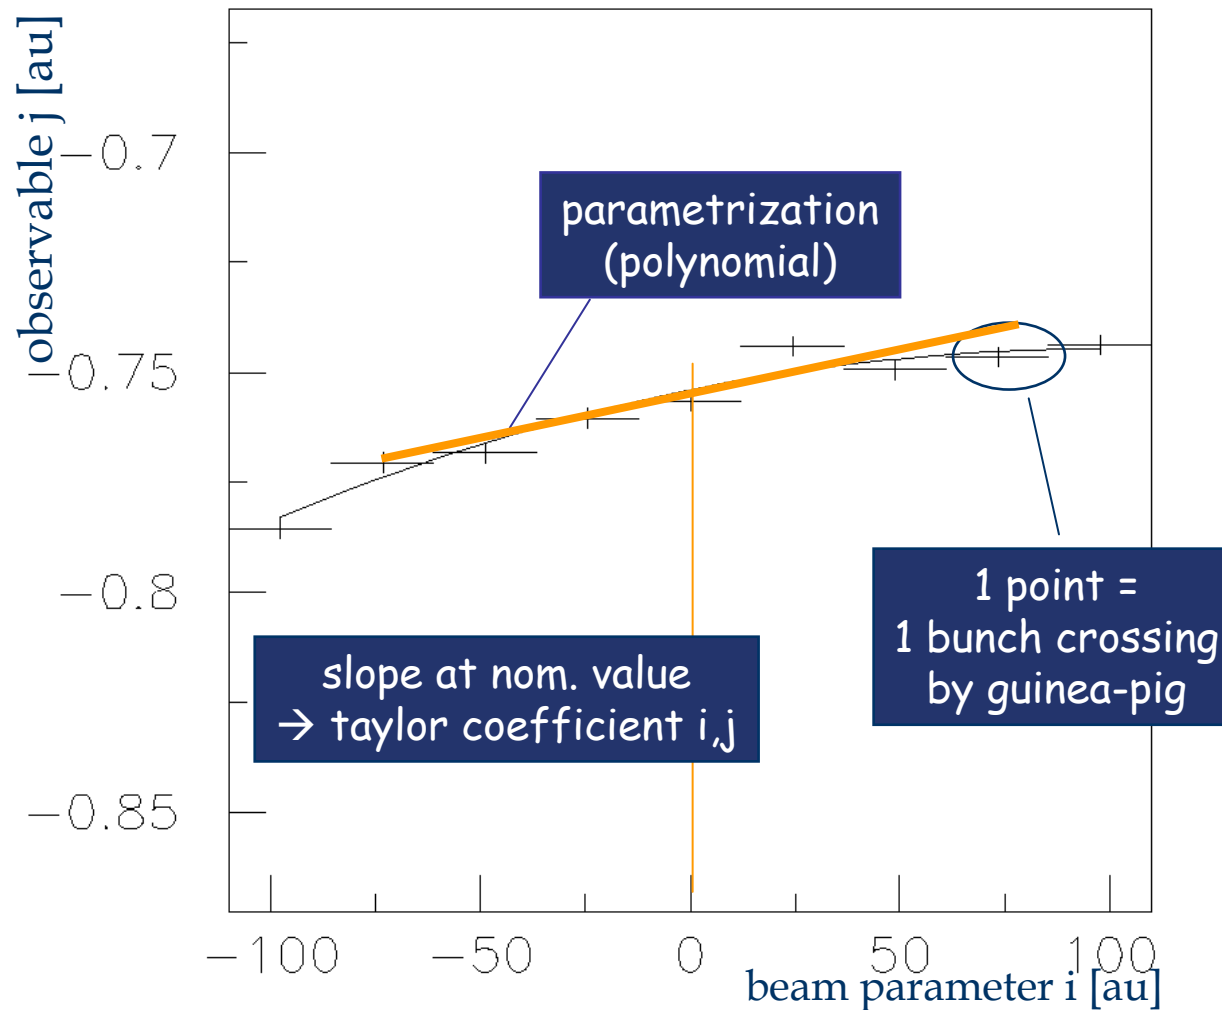 observable j [au]
−0.7
−0.75
−0.8
−0.85
parametrization
(polynomial)
1 point =
1 bunch crossing
by guinea-pig
slope at nom. value
→ taylor coefficient i,j
−100 −50 0 50 100
beam parameter i [au]